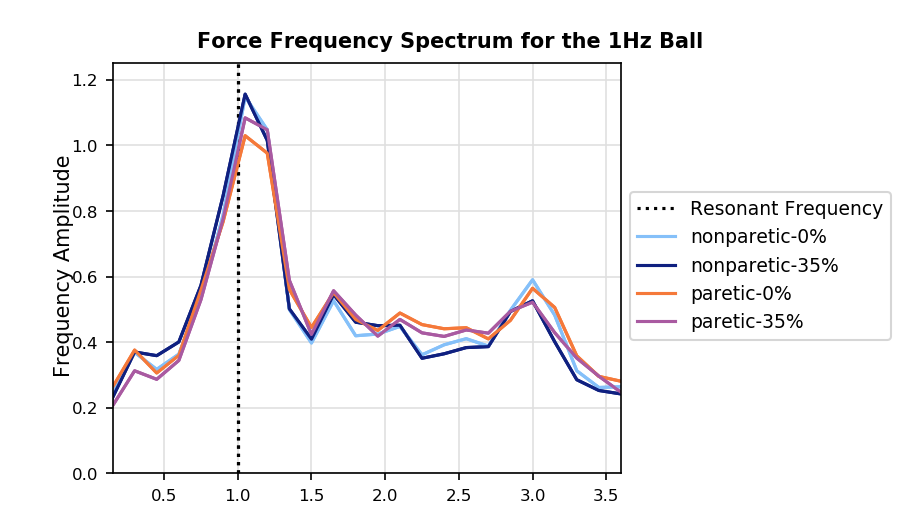 Force Frequency Spectrum for the 1Hz Ball
Frequency Amplitude
1.2
1.0
0.8
0.6
0.4
0.2
0.0
0.5
1.0
1.5
2.0
2.5
3.0
3.5
Resonant Frequency
nonparetic-0%
nonparetic-35%
paretic-0%
paretic-35%